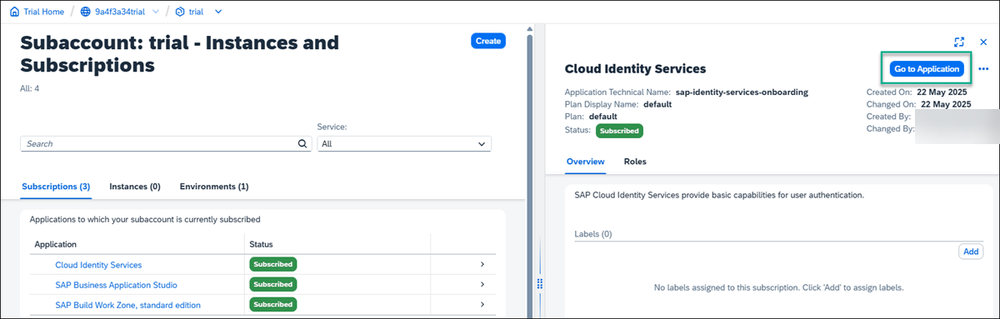 Trial Home / 9a4f3a34trial / trial
Subaccount: trial - Instances and
Subscriptions
Create
All: 4
Service:
Search
All
Subscriptions (3) Instances (0) Environments (1)
Applications to which your subaccount is currently subscribed
Application Status
Cloud Identity Services Subscribed
SAP Business Application Studio Subscribed
SAP Build Work Zone, standard edition Subscribed
Cloud Identity Services
Go to Application
Application Technical Name: sap-identity-services-onboarding
Plan Display Name: default
Plan: default
Status: Subscribed
Created On: 22 May 2025
Changed On: 22 May 2025
Created By:
Changed By:
Overview Roles
SAP Cloud Identity Services provide basic capabilities for user authentication.
Labels (0)
Add
No labels assigned to this subscription. Click 'Add' to assign labels.